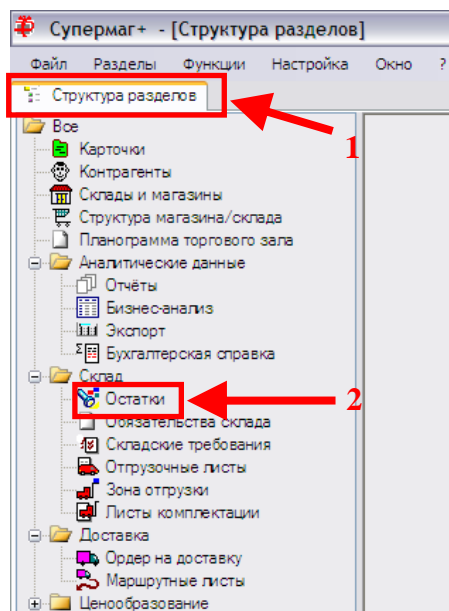 Супермаг+ - [Структура разделов]
Файл Разделы Функции Настройка Окно ?
Структура разделов
1
Все
Карточки
Контрагенты
Склады и магазины
Структура магазина/склада
Планограмма торгового зала
Аналитические данные
Отчёты
Бизнес-анализ
Экспорт
Бухгалтерская справка
Склад
Остатки
2
Обязательства склада
Складские требования
Отгрузочные листы
Зона отгрузки
Листы комплектации
Доставка
Ордер на доставку
Маршрутные листы
Ценообразование